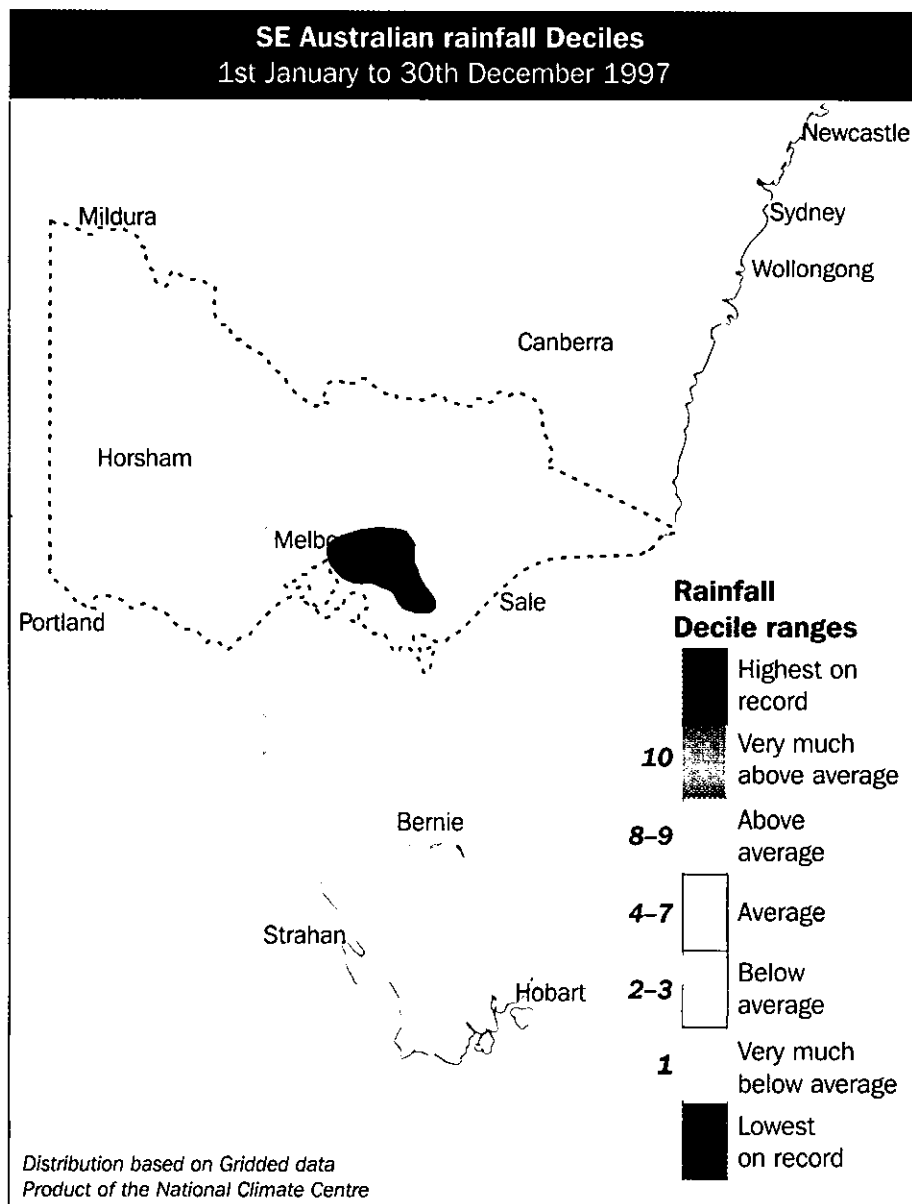 SE Australian rainfall Deciles
1st January to 30th December 1997
Newcastle
Mildura
Sydney
Wollongong
Canberra
Horsham
Melbo
Sale
Portland
Rainfall
Decile ranges
Highest on
record
10 Very much
above average
8–9 Above
average
4–7 Average
2–3 Below
average
1 Very much
below average
Lowest
on record
Bernie
Strahan
Hobart
Distribution based on Gridded data
Product of the National Climate Centre